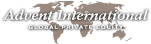 Advent International
GLOBAL PRIVATE EQUITY